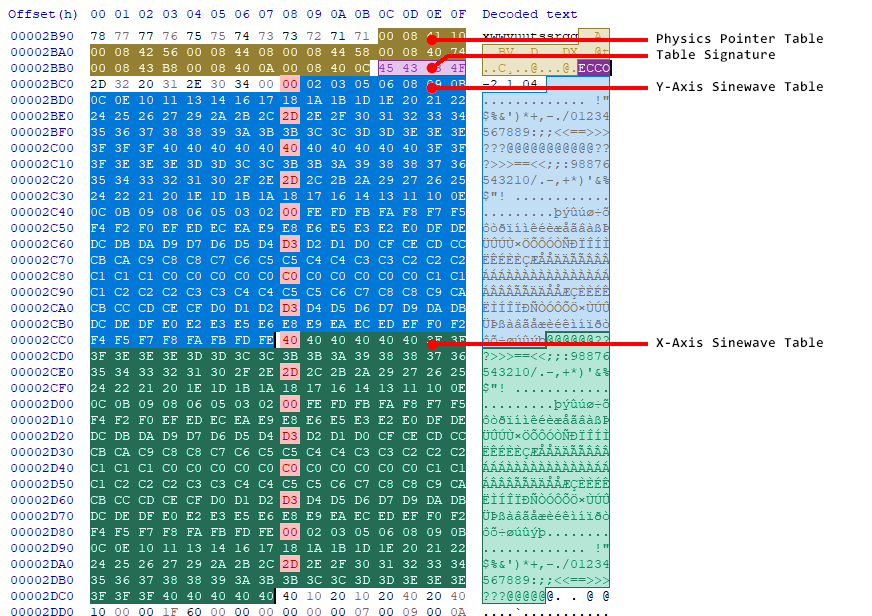 Offset(h) 00 01 02 03 04 05 06 07 08 09 0A 0B 0C 0D 0E 0F Decoded text
00002B90 78 77 77 76 75 75 74 73 73 72 71 71 00 08 41 10 Physics Pointer Table
00002BA0 00 08 42 56 00 08 44 08 00 08 44 58 00 08 40 74 Table Signature
00002BB0 00 08 43 B8 00 08 40 0A 00 08 40 0C 45 43 4F ECCO
00002BC0 2D 32 20 31 2E 30 34 00 00 02 03 05 06 08 -2 1.04. Y-Axis Sinewave Table
00002BD0 0C 0E 10 11 13 14 16 17 18 1A 1B 1D 1E 20 21 22 .............. !"
00002BE0 24 25 26 27 29 2A 2B 2C 2D 2E 2F 30 31 32 33 34 $%&')*+,-./01234
00002BF0 35 36 37 38 38 39 3A 3B 3B 3C 3C 3D 3D 3E 3E 3E 567889:;;<<==>>>
00002C00 3F 3F 3F 40 40 40 40 40 40 40 40 40 40 40 3F 3F ???@@@@@@@@@@@??
00002C10 3F 3E 3E 3E 3D 3D 3C 3C 3B 3B 3A 39 38 38 37 36 ?>>>==<<;;:98876
00002C20 35 34 33 32 31 30 2F 2E 2D 2C 2B 2A 29 27 26 25 543210/.-,+*)'&%
00002C30 24 22 21 20 1E 1D 1B 1A 18 17 16 14 13 11 10 0E $"! ............
00002C40 0C 0B 09 08 06 05 03 02 00 FE FD FB FA F8 F7 F5 .........þýûúø÷õ
00002C50 F4 F2 F0 EF ED EC EA E9 E8 E6 E5 E3 E2 E0 DF DE ôòðïíìêéèæåãâàßÞ
00002C60 DC DB DA D9 D7 D6 D5 D4 D3 D2 D1 D0 CF CE CD CC ÜÛÚÙ×ÖÕÔÓÒÑÐÏÎÍÌ
00002C70 CB CA C9 C8 C8 C7 C6 C5 C5 C4 C4 C3 C3 C2 C2 C2 ËÊÉÈÈÇÆÅÅÄÄÃÃÂÂÂ
00002C80 C1 C1 C1 C0 C0 C0 C0 C0 C0 C0 C0 C0 C0 C0 C1 C1 ÁÁÁÀÀÀÀÀÀÀÀÀÀÀÁÁ
00002C90 C1 C2 C2 C2 C3 C3 C4 C4 C5 C5 C6 C7 C8 C8 C9 CA ÁÂÂÂÃÃÄÄÅÅÆÇÈÈÉÊ
00002CA0 CB CC CD CE CF D0 D1 D2 D3 D4 D5 D6 D7 D9 DA DB ËÌÍÎÏÐÑÒÓÔÕÖ×ÙÚÛ
00002CB0 DC DE DF E0 E2 E3 E5 E6 E8 E9 EA EC ED EF F0 F2 ÜÞßàâãåæèéêìíïðò
00002CC0 F4 F5 F7 F8 FA FB FD FE 40 40 40 40 40 40 X-Axis Sinewave Table
00002CD0 3F 3E 3E 3E 3D 3D 3C 3C 3B 3B 3A 39 38 38 37 36 ?>>>==<<;;:98876
00002CE0 35 34 33 32 31 30 2F 2E 2D 2C 2B 2A 29 27 26 25 543210/.-,+*)'&%
00002CF0 24 22 21 20 1E 1D 1B 1A 18 17 16 14 13 11 10 0E $"! ............
00002D00 0C 0B 09 08 06 05 03 02 00 FE FD FB FA F8 F7 F5 .........þýûúø÷õ
00002D10 F4 F2 F0 EF ED EC EA E9 E8 E6 E5 E3 E2 E0 DF DE ôòðïíìêéèæåãâàßÞ
00002D20 DC DB DA D9 D7 D6 D5 D4 D3 D2 D1 D0 CF CE CD CC ÜÛÚÙ×ÖÕÔÓÒÑÐÏÎÍÌ
00002D30 CB CA C9 C8 C8 C7 C6 C5 C5 C4 C4 C3 C3 C2 C2 C2 ËÊÉÈÈÇÆÅÅÄÄÃÃÂÂÂ
00002D40 C1 C1 C1 C0 C0 C0 C0 C0 C0 C0 C0 C0 C0 C0 C1 C1 ÁÁÁÀÀÀÀÀÀÀÀÀÀÀÁÁ
00002D50 C1 C2 C2 C2 C3 C3 C4 C4 C5 C5 C6 C7 C8 C8 C9 CA ÁÂÂÂÃÃÄÄÅÅÆÇÈÈÉÊ
00002D60 CB CC CD CE CF D0 D1 D2 D3 D4 D5 D6 D7 D9 DA DB ËÌÍÎÏÐÑÒÓÔÕÖ×ÙÚÛ
00002D70 DC DE DF E0 E2 E3 E5 E6 E8 E9 EA EC ED EF F0 F2 ÜÞßàâãåæèéêìíïðò
00002D80 F4 F5 F7 F8 FA FB FD FE 00 02 03 05 06 08 09 0B ôõ÷øúûýþ........
00002D90 0C 0E 10 11 13 14 16 17 18 1A 1B 1D 1E 20 21 22 ............. !"
00002DA0 24 25 26 27 29 2A 2B 2C 2D 2E 2F 30 31 32 33 34 $%&')*+,-./01234
00002DB0 35 36 37 38 38 39 3A 3B 3B 3C 3C 3D 3D 3E 3E 3E 567889:;;<<==>>>
00002DC0 3F 3F 3F 40 40 40 40 40 40 10 20 10 20 40 20 40 ???@@@@@@. . @ @
00002DD0 10 00 00 1F 60 00 00 00 00 00 07 00 09 00 0A